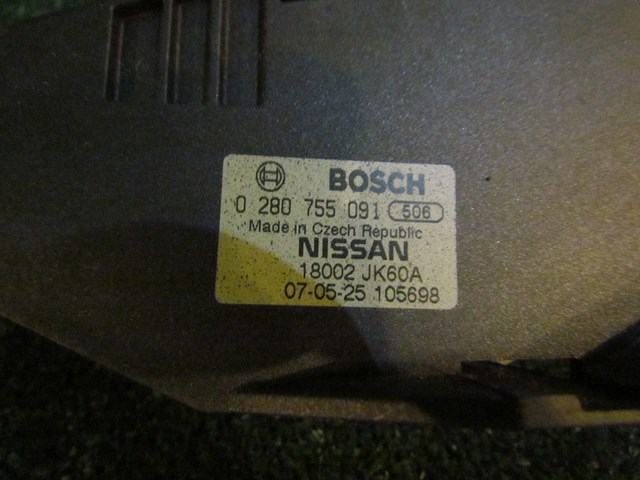 BOSCH
0 280 755 091 506
Made in Czech Republic
NISSAN
18002 JK60A
07-05-25 105698